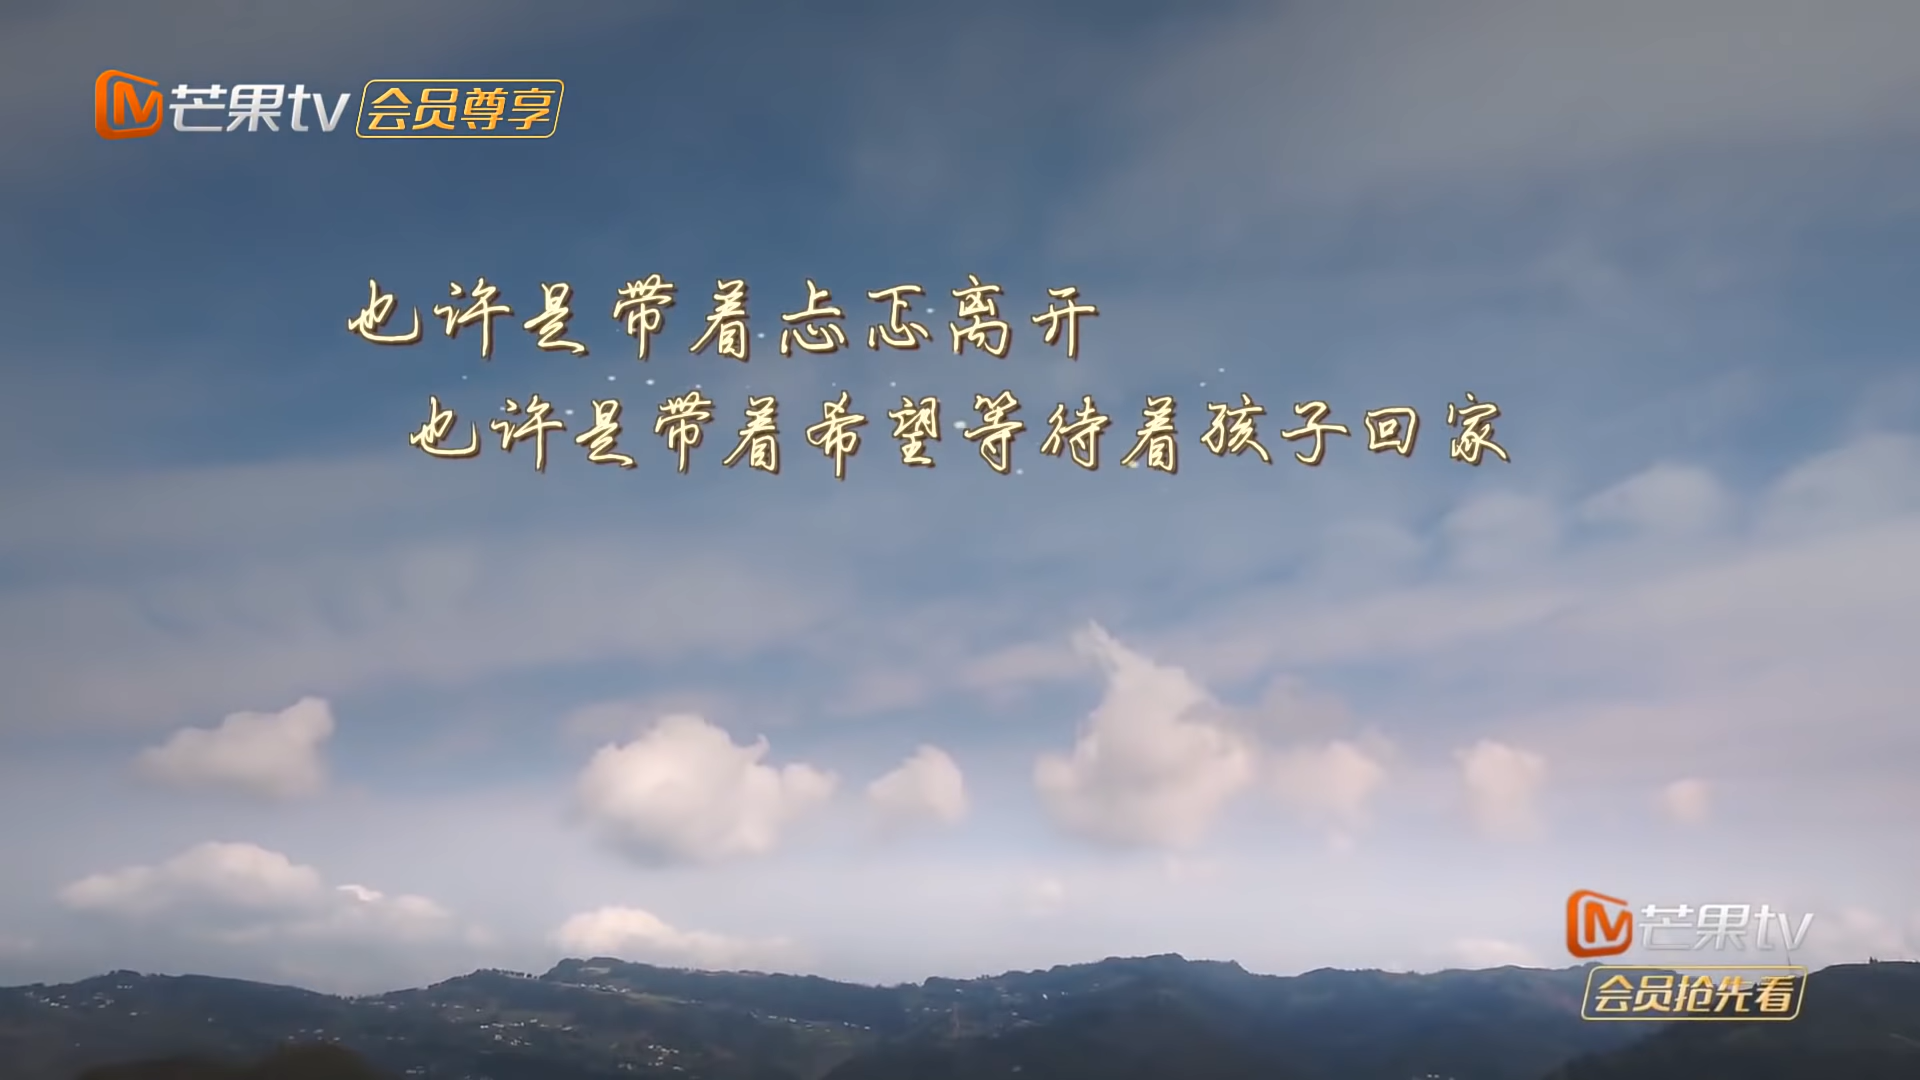 芒果tv 会员尊享
也许是带着忐忑离开
也许是带着希望等待着孩子回家
芒果tv
会员抢先看